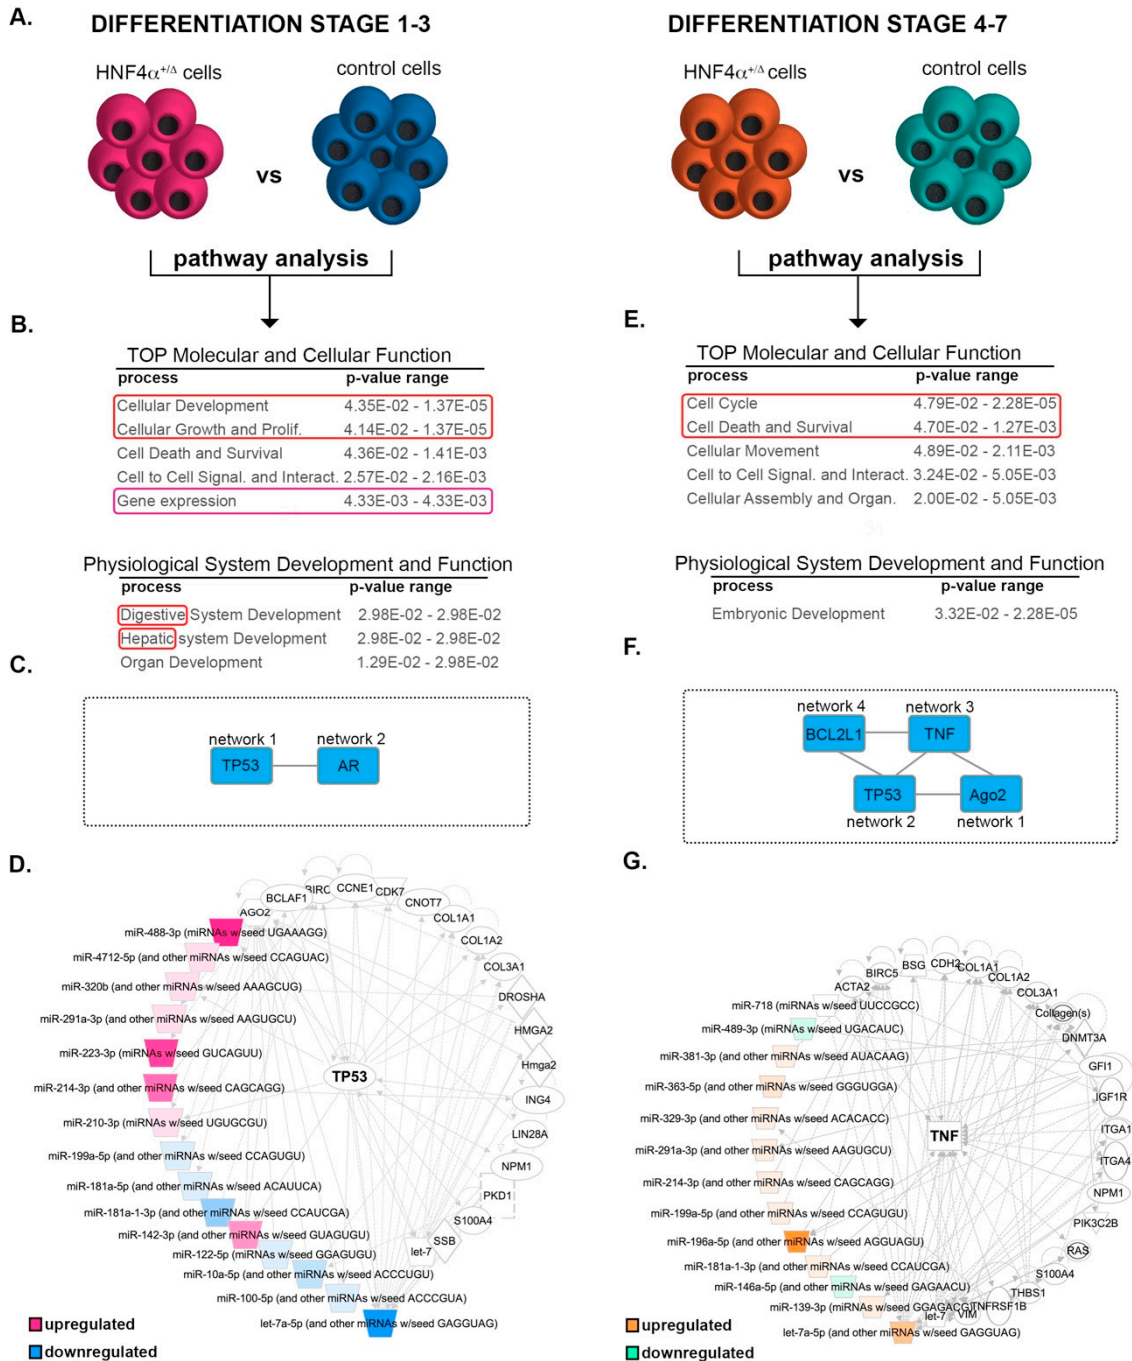 A.
DIFFERENTIATION STAGE 1-3
HNF4α+/Δ cells
control cells
vs
pathway analysis
DIFFERENTIATION STAGE 4-7
HNF4α+/Δ cells
control cells
vs
pathway analysis
B.
TOP Molecular and Cellular Function
process p-value range
Cellular Development 4.35E-02 - 1.37E-05
Cellular Growth and Prolif. 4.14E-02 - 1.37E-05
Cell Death and Survival 4.36E-02 - 1.41E-03
Cell to Cell Signal. and Interact. 2.57E-02 - 2.16E-03
Gene expression 4.33E-03 - 4.33E-03
Physiological System Development and Function
process p-value range
Digestive System Development 2.98E-02 - 2.98E-02
Hepatic system Development 2.98E-02 - 2.98E-02
Organ Development 1.29E-02 - 2.98E-02
E.
TOP Molecular and Cellular Function
process p-value range
Cell Cycle 4.79E-02 - 2.28E-05
Cell Death and Survival 4.70E-02 - 1.27E-03
Cellular Movement 4.89E-02 - 2.11E-03
Cell to Cell Signal. and Interact. 3.24E-02 - 5.05E-03
Cellular Assembly and Organ. 2.00E-02 - 5.05E-03
Physiological System Development and Function
process p-value range
Embryonic Development 3.32E-02 - 2.28E-05
C.
network 1
TP53
network 2
AR
F.
network 4
BCL2L1
network 3
TNF
TP53
network 2
Ago2
network 1
D.
AGO2
BCLAF1
BIRC
CCNE1
CDK7
CNOT7
COL1A1
COL1A2
COL3A1
DROSHA
HMGA2
Hmga2
ING4
LIN28A
NPM1
PKD1
S100A4
SSB
let-7
TP53
miR-488-3p (miRNAs w/seed UGAAAGG)
miR-4712-5p (and other miRNAs w/seed CCAGUAC)
miR-320b (and other miRNAs w/seed AAAGCUG)
miR-291a-3p (and other miRNAs w/seed AAGUGCU)
miR-223-3p (miRNAs w/seed GUCAGUU)
miR-214-3p (and other miRNAs w/seed CAGCAGG)
miR-210-3p (miRNAs w/seed UGUGCGU)
miR-199a-5p (and other miRNAs w/seed CCAGUGU)
miR-181a-5p (and other miRNAs w/seed ACAUUCA)
miR-181a-1-3p (and other miRNAs w/seed CCAUCGA)
miR-142-3p (and other miRNAs w/seed GUAGUGU)
miR-122-5p (miRNAs w/seed GGAGUGU)
miR-10a-5p (and other miRNAs w/seed ACCCUGU)
miR-100-5p (and other miRNAs w/seed ACCCGUA)
let-7a-5p (and other miRNAs w/seed GAGGUAG)
upregulated
downregulated
G.
ACTA2
BIRC5
BSG
CDH2
COL1A1
COL1A2
COL3A1
Collagen(s)
DNMT3A
GFI1
IGF1R
ITGA1
ITGA4
NPM1
PIK3C2B
RAS
S100A4
THBS1
TNFRSF1B
VIM
let-7
TNF
miR-718 (miRNAs w/seed UUCCGCC)
miR-489-3p (miRNAs w/seed UGACAUC)
miR-381-3p (and other miRNAs w/seed AUACAAG)
miR-363-5p (and other miRNAs w/seed GGGUGGA)
miR-329-3p (and other miRNAs w/seed ACACACC)
miR-291a-3p (and other miRNAs w/seed AAGUGCU)
miR-214-3p (and other miRNAs w/seed CAGCAGG)
miR-199a-5p (and other miRNAs w/seed CCAGUGU)
miR-196a-5p (and other miRNAs w/seed AGGUAGU)
miR-181a-1-3p (and other miRNAs w/seed CCAUCGA)
miR-146a-5p (and other miRNAs w/seed GAGAACU)
miR-139-3p (miRNAs w/seed GGAGACG)
let-7a-5p (and other miRNAs w/seed GAGGUAG)
upregulated
downregulated